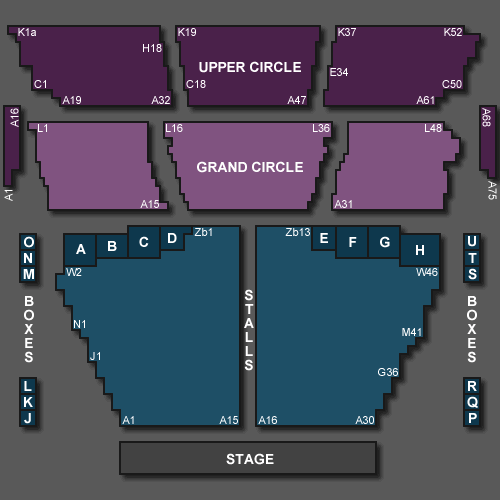 K1a K19 K37 K52
H18
UPPER CIRCLE
E34
C1 C18 C50
A19 A32 A47 A61
A16 A68
L1 L16 L36 L48
GRAND CIRCLE
A1 A75
A15 A31
Zb1 Zb13
O N M
A B C D E F G H
U T S
W2 W46
BOXES
STALLS
BOXES
N1 M41
J1 G36
L K J
R Q P
A1 A15 A16 A30
STAGE